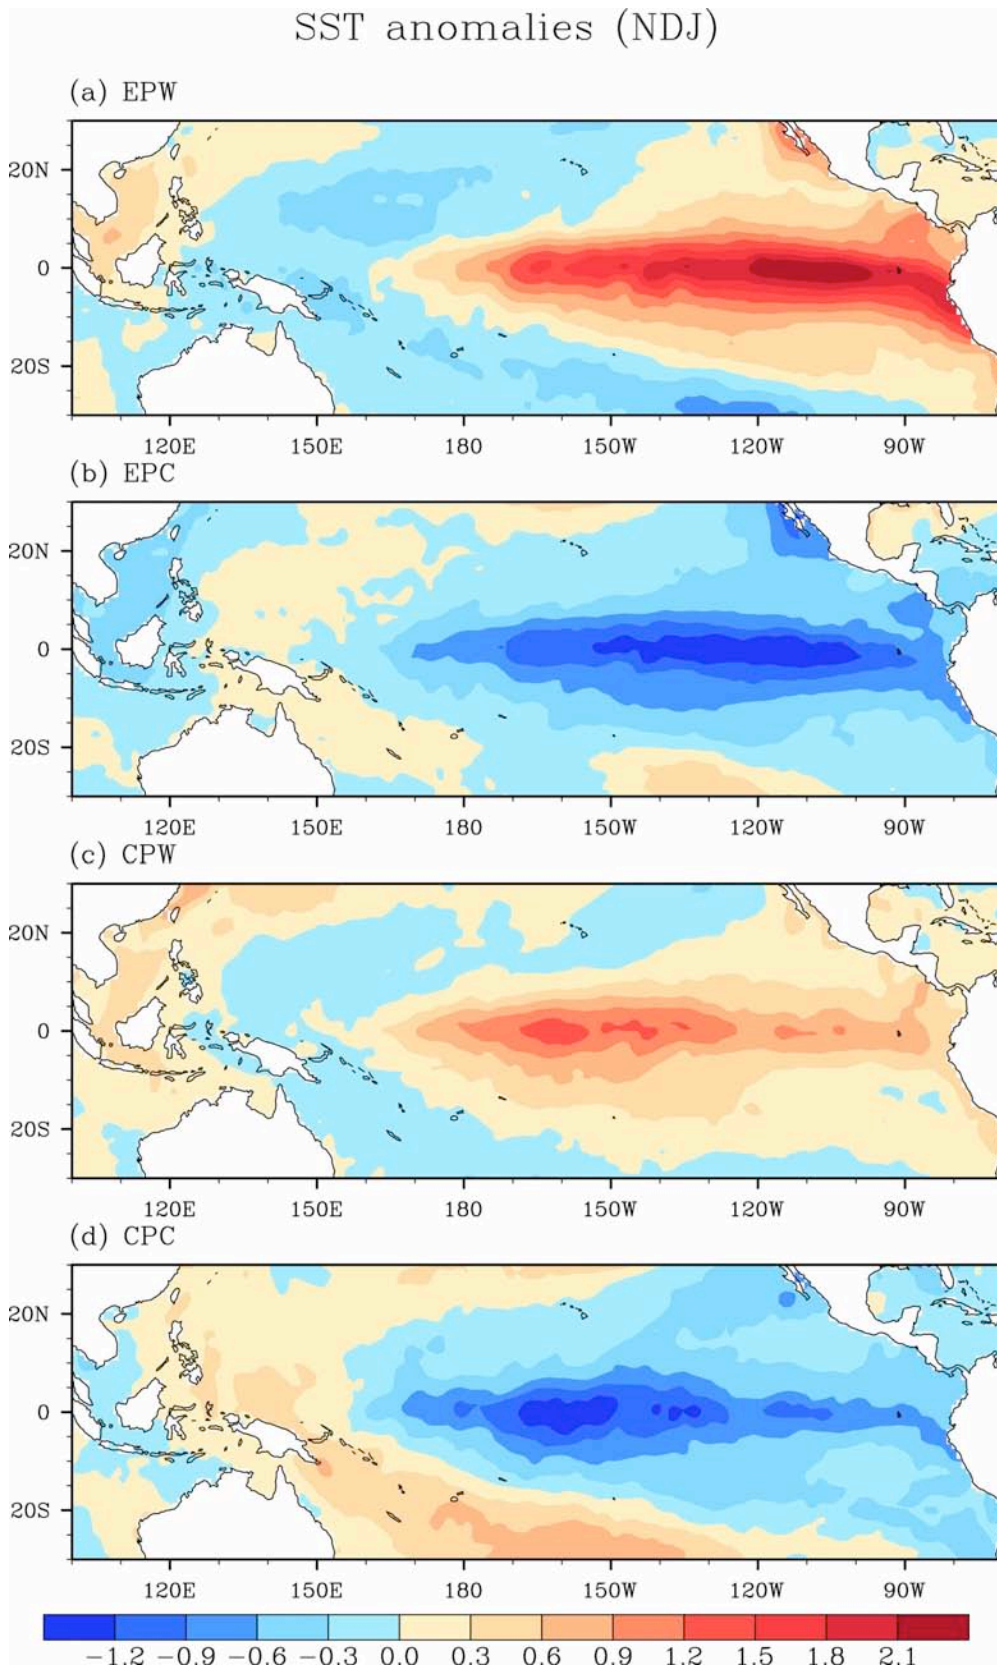 SST anomalies (NDJ)
(a) EPW
20N
0
20S
120E 150E 180 150W 120W 90W
(b) EPC
20N
0
20S
120E 150E 180 150W 120W 90W
(c) CPW
20N
0
20S
120E 150E 180 150W 120W 90W
(d) CPC
20N
0
20S
120E 150E 180 150W 120W 90W
−1.2 −0.9 −0.6 −0.3 0.0 0.3 0.6 0.9 1.2 1.5 1.8 2.1